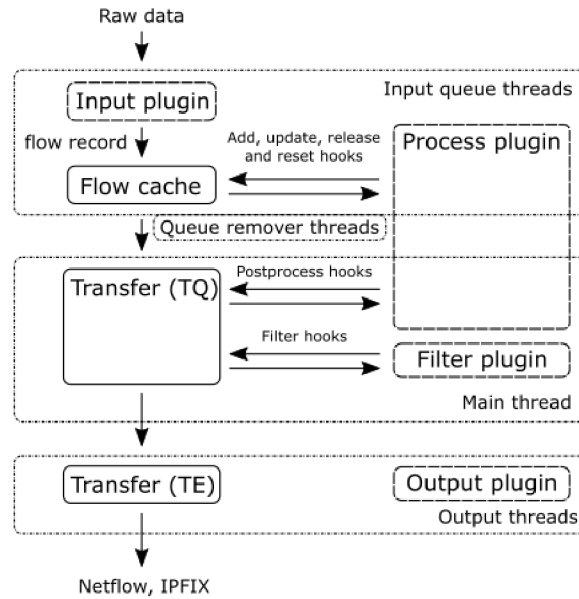 Raw data
Input queue threads
Input plugin
flow record
Add, update, release
and reset hooks
Process plugin
Flow cache
Queue remover threads
Transfer (TQ)
Postprocess hooks
Filter hooks
Filter plugin
Main thread
Transfer (TE)
Output plugin
Output threads
Netflow, IPFIX